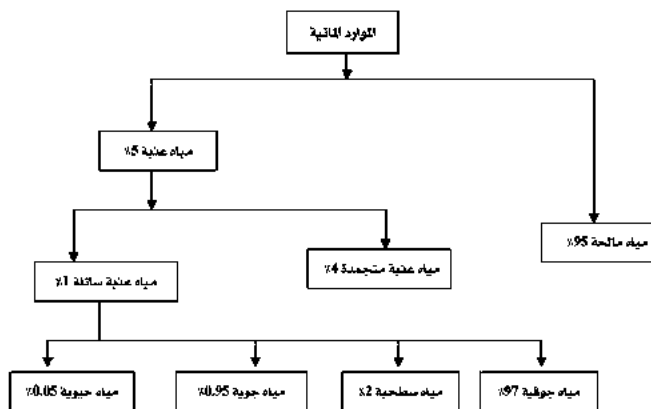 الموارد المائية
مياه عذبة 5%
مياه مالحة 95%
مياه عذبة متجمدة 4%
مياه عذبة سائلة 1%
مياه جوفية 97%
مياه سطحية 2%
مياه جوية 0.95%
مياه حيوية 0.05%